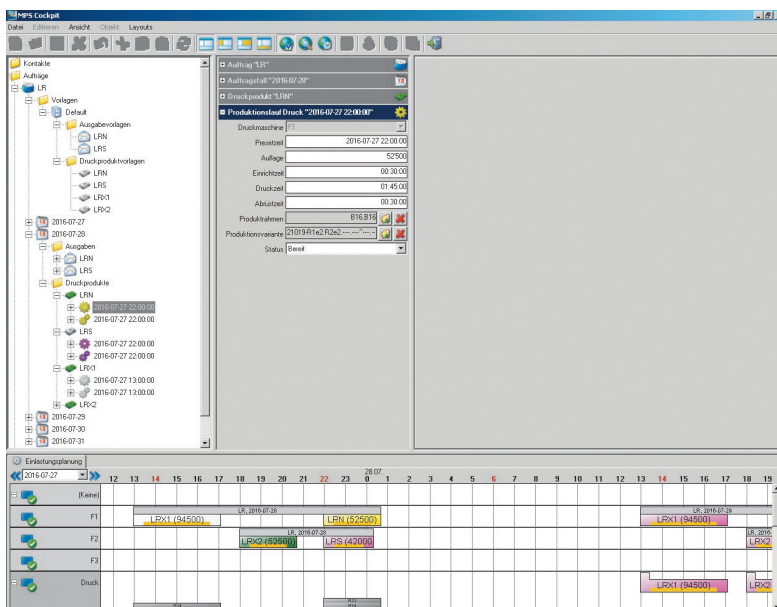 MPS Cockpit
Datei Editieren Ansicht Objekt Layouts
Kontakte
Aufträge
LR
Vorlagen
Default
Ausgabevorlagen
LRN
LRS
Druckproduktvorlagen
LRN
LRS
LRX1
LRX2
2016-07-27
2016-07-28
Ausgaben
LRN
LRS
Druckprodukte
LRN
2016-07-27 22:00:00
2016-07-27 22:00:00
LRS
2016-07-27 22:00:00
2016-07-27 22:00:00
LRX1
2016-07-27 13:00:00
2016-07-27 13:00:00
LRX2
2016-07-29
2016-07-30
2016-07-31
Auftrag "LR"
Auftragsfall "2016-07-28"
Druckprodukt "LRN"
Produktionslauf Druck "2016-07-27 22:00:00"
Druckmaschine F1
Presetzeit 2016-07-27 22:00:00
Auflage 52'500
Einrichtzeit 00:30:00
Druckzeit 01:45:00
Abrüstzeit 00:30:00
Produktrahmen B16,B16
Produktionsvariante
Status Bereit
Einlastungsplanung
2016-07-27
28.07.
12 13 14 15 16 17 18 19 20 21 22 23 0 1 2 3 4 5 6 7 8 9 10 11 12 13 14 15 16 17 18 19
(Keine)
LR, 2016-07-28 LR, 2016-07-29
F1 LRX1 (94500) LRN (52500) LRX1 (94500)
LR, 2016-07-28 LR, 2016-
F2 LRX2 (52500) LRS (42000 LRX2
F3
Druck LRX1 (94500) LRX2